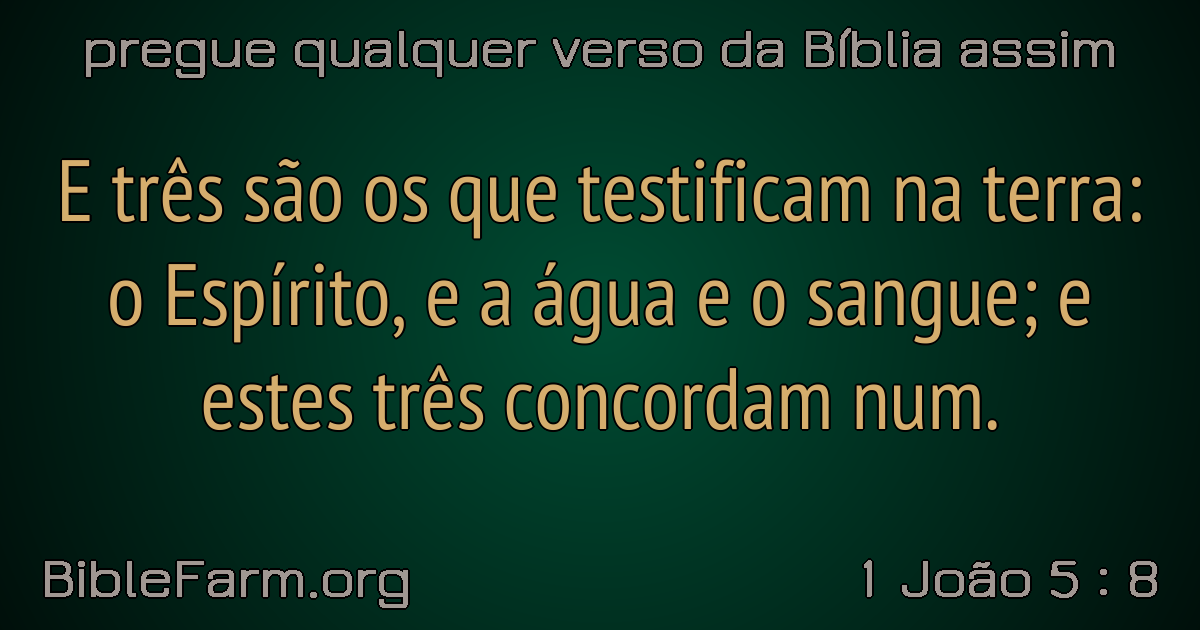 pregue qualquer verso da Bíblia assim
E três são os que testificam na terra:
o Espírito, e a água e o sangue; e
estes três concordam num.
BibleFarm.org
1 João 5 : 8